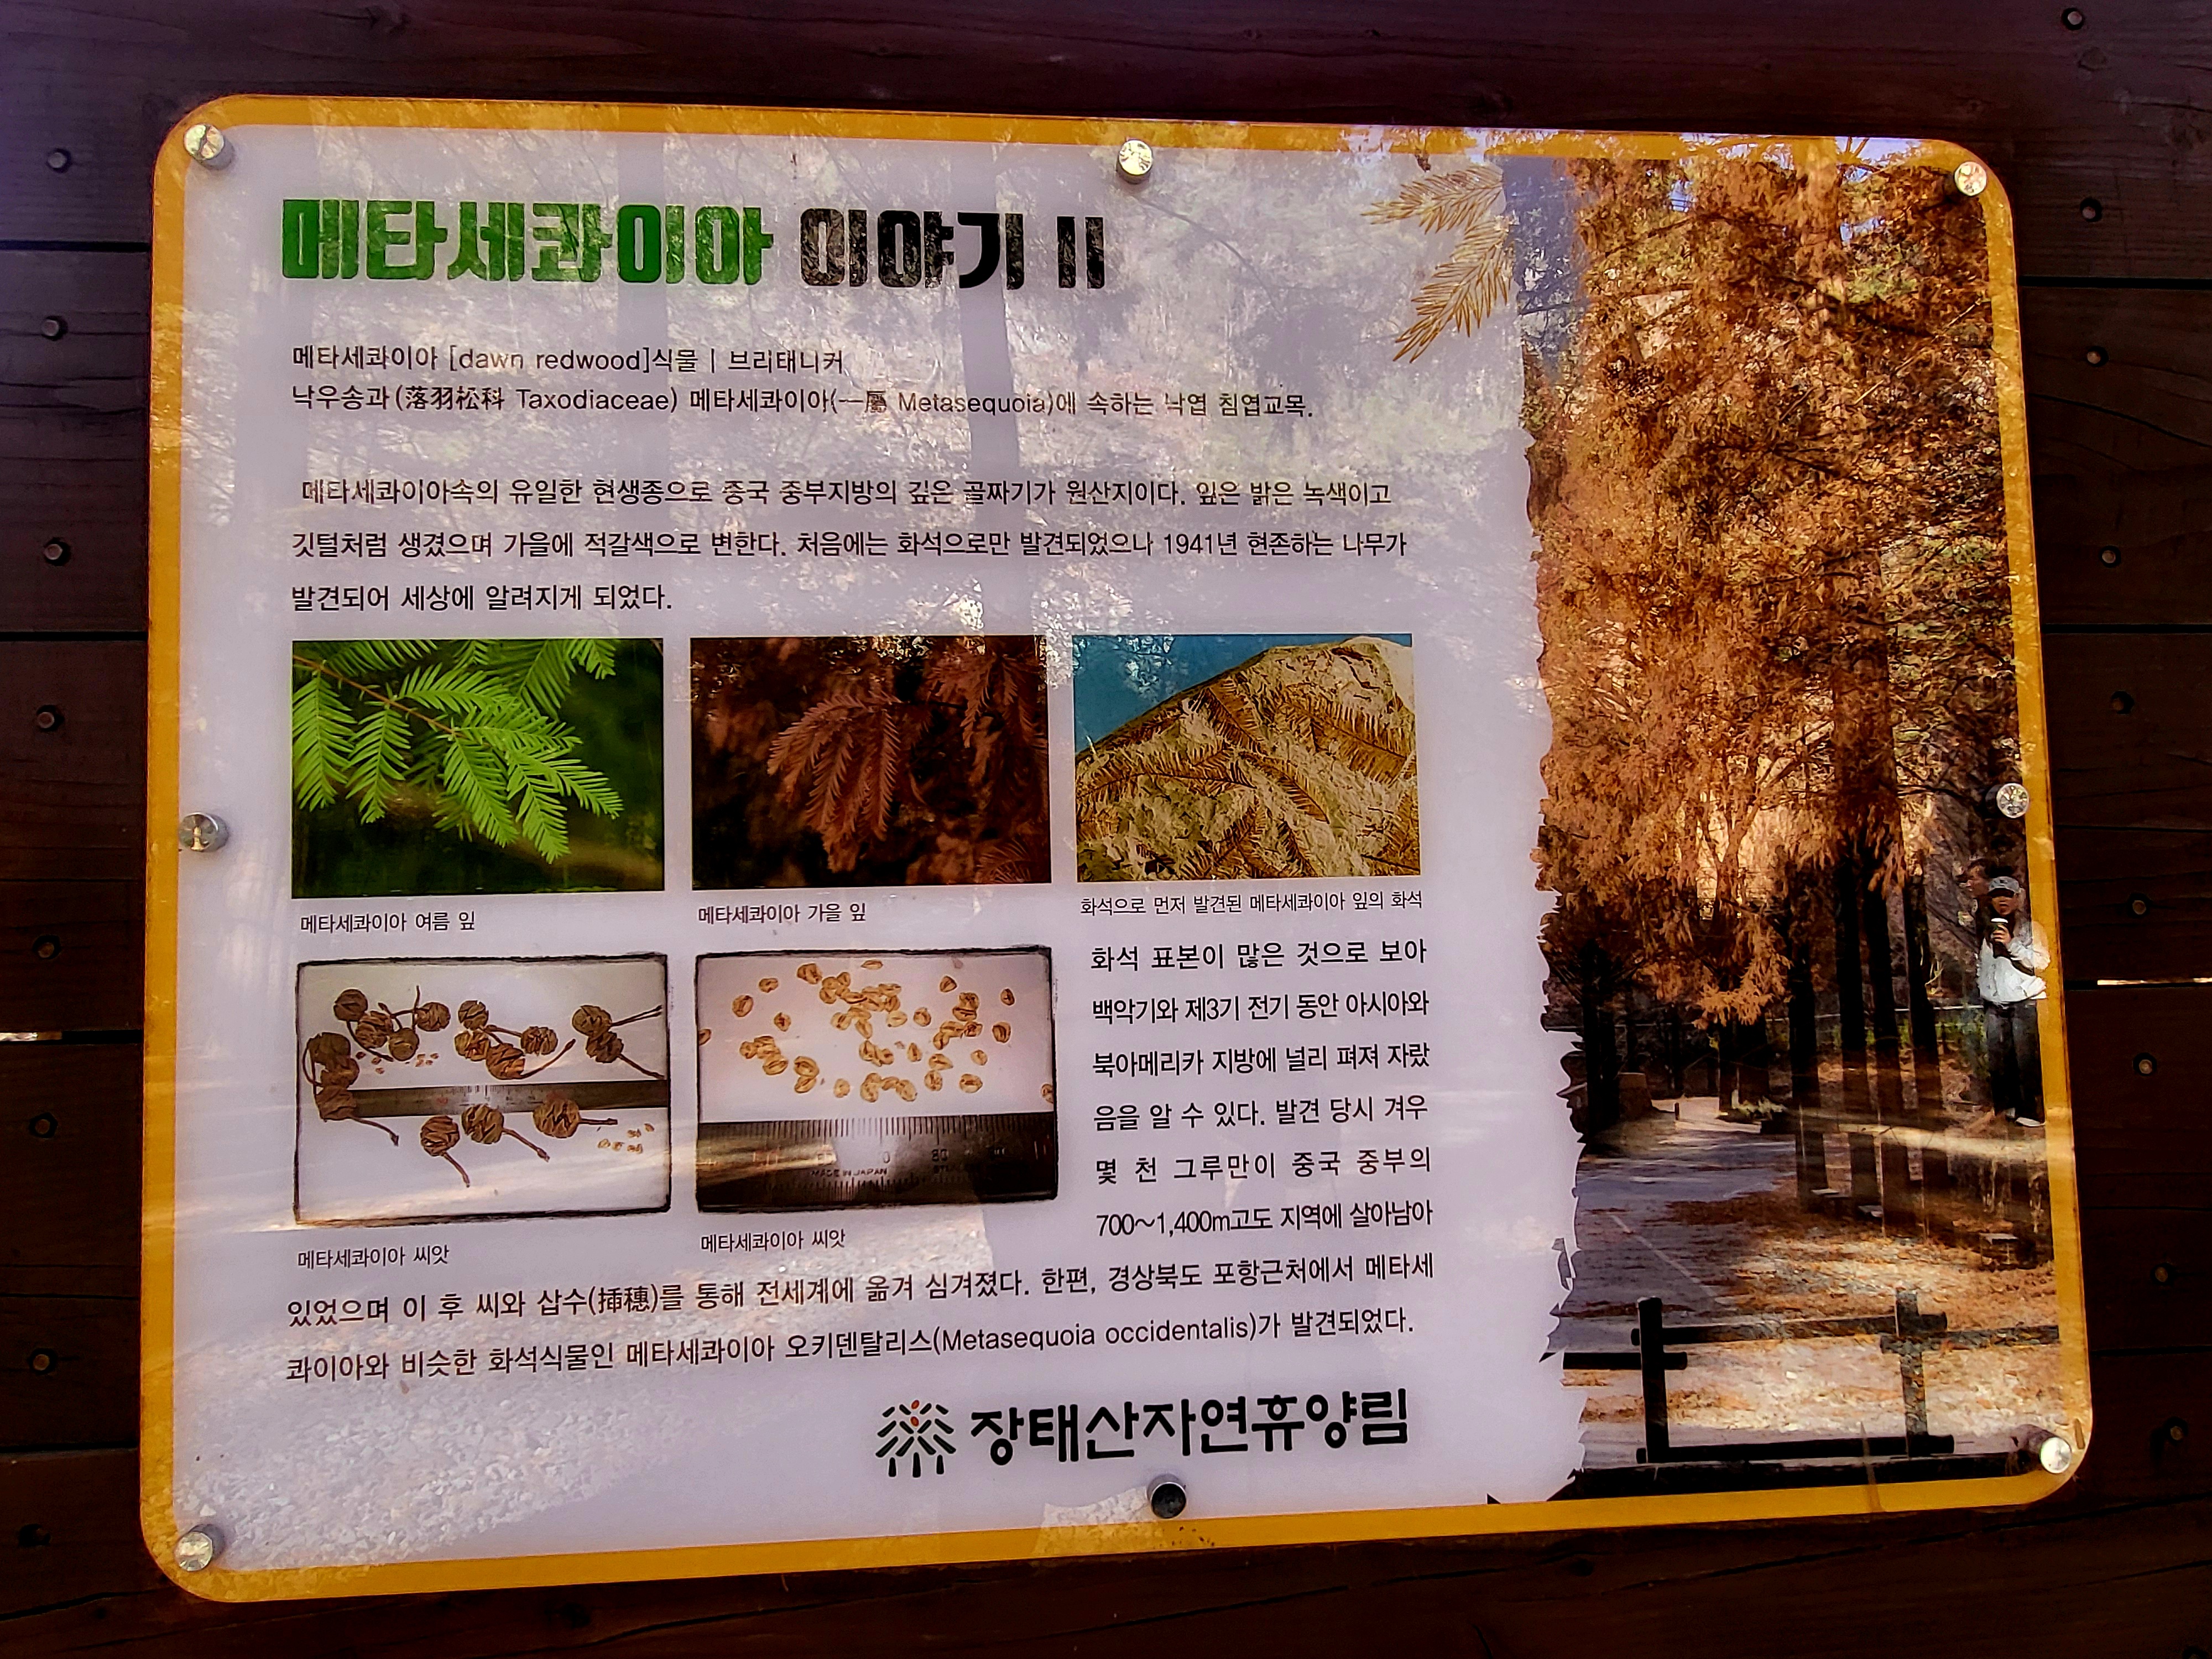 메타세콰이아 이야기 II
메타세콰이아 [dawn redwood]식물 | 브리태니커
낙우송과(落羽松科 Taxodiaceae) 메타세콰이아(一屬 Metasequoia)에 속하는 낙엽 침엽교목.
메타세콰이아속의 유일한 현생종으로 중국 중부지방의 깊은 골짜기가 원산지이다. 잎은 밝은 녹색이고
깃털처럼 생겼으며 가을에 적갈색으로 변한다. 처음에는 화석으로만 발견되었으나 1941년 현존하는 나무가
발견되어 세상에 알려지게 되었다.
메타세콰이아 여름 잎
메타세콰이아 가을 잎
화석으로 먼저 발견된 메타세콰이아 잎의 화석
메타세콰이아 씨앗
메타세콰이아 씨앗
화석 표본이 많은 것으로 보아
백악기와 제3기 전기 동안 아시아와
북아메리카 지방에 널리 펴져 자랐
음을 알 수 있다. 발견 당시 겨우
몇 천 그루만이 중국 중부의
700~1,400m고도 지역에 살아남아
있었으며 이 후 씨와 삽수(揷穗)를 통해 전세계에 옮겨 심겨졌다. 한편, 경상북도 포항근처에서 메타세
콰이아와 비슷한 화석식물인 메타세콰이아 오키덴탈리스(Metasequoia occidentalis)가 발견되었다.
장태산자연휴양림